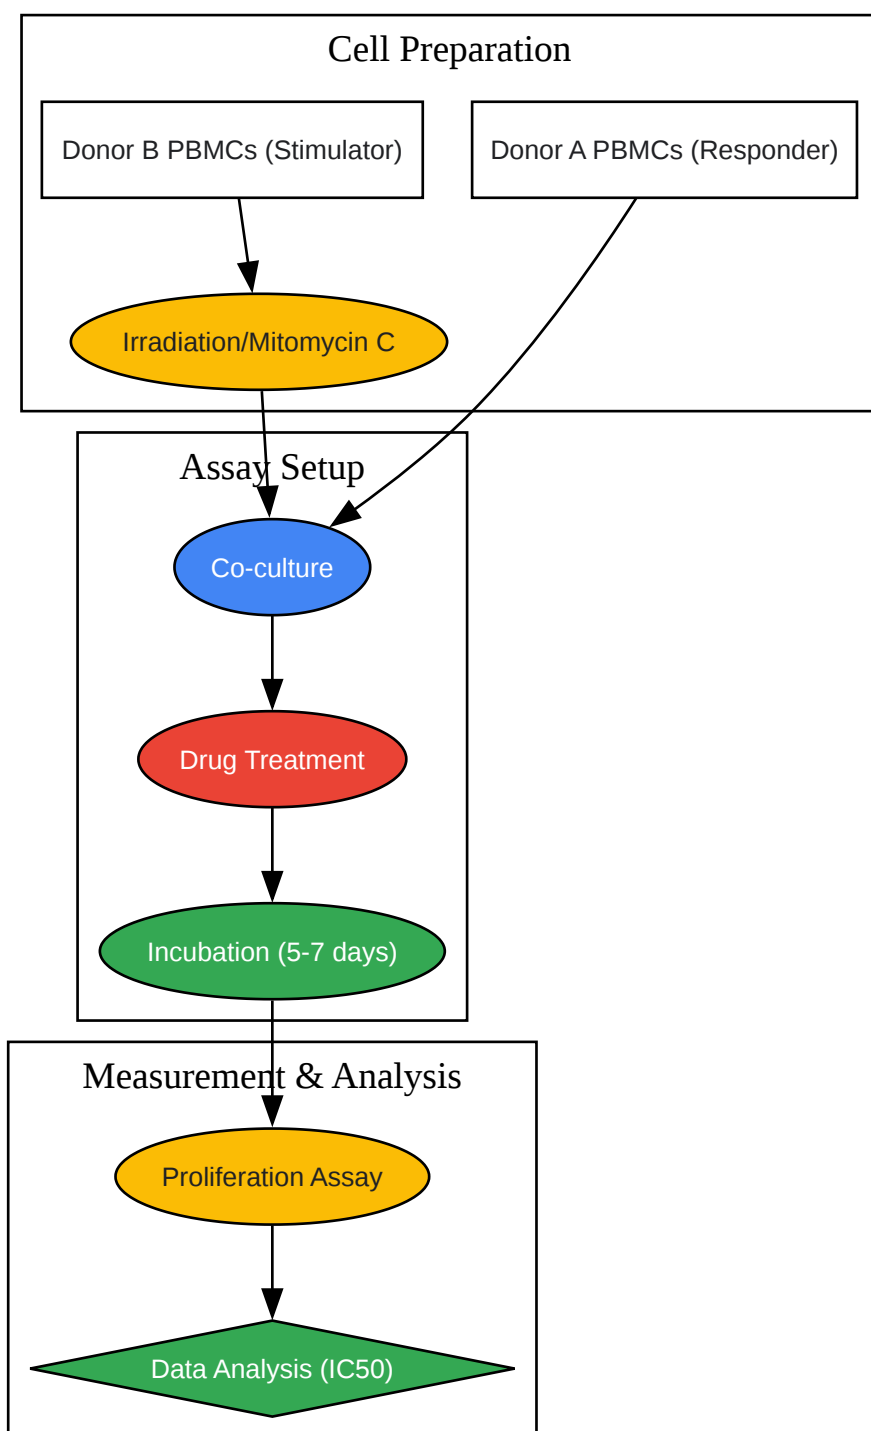 Cell Preparation
Donor B PBMCs (Stimulator)
Donor A PBMCs (Responder)
Irradiation/Mitomycin C
Assay Setup
Co-culture
Drug Treatment
Incubation (5-7 days)
Measurement & Analysis
Proliferation Assay
Data Analysis (IC50)